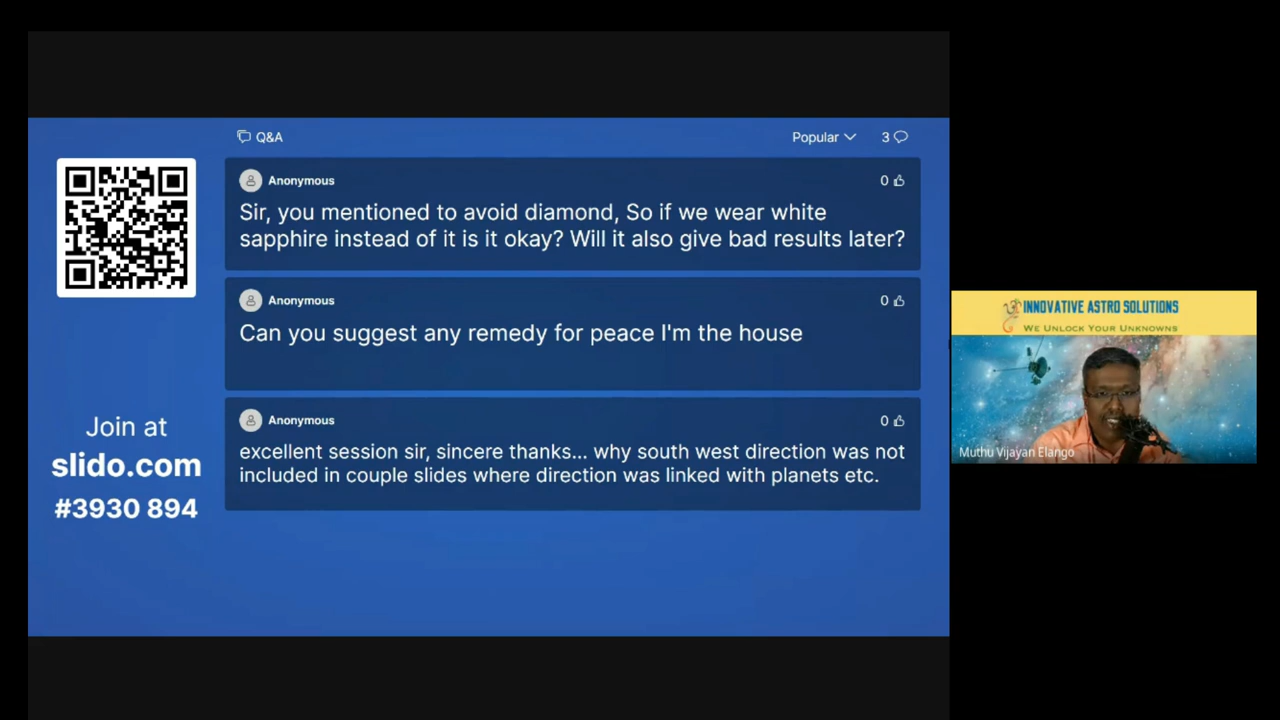 Q&A
Popular
3
Anonymous
0
Sir, you mentioned to avoid diamond, So if we wear white
sapphire instead of it is it okay? Will it also give bad results later?
Anonymous
0
Can you suggest any remedy for peace I'm the house
Anonymous
0
excellent session sir, sincere thanks... why south west direction was not
included in couple slides where direction was linked with planets etc.
Join at
slido.com
#3930 894
INNOVATIVE ASTRO SOLUTIONS
WE UNLOCK YOUR UNKNOWNS
Muthu Vijayan Elango